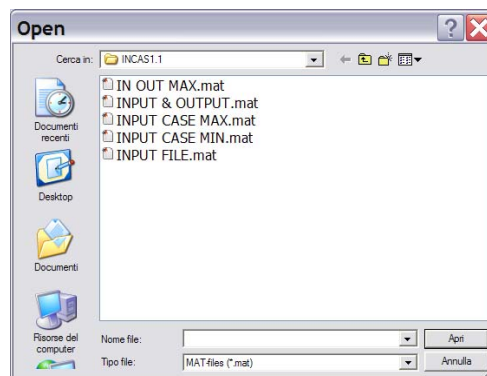 Open
Cerca in:
INCAS1.1
IN OUT MAX.mat
INPUT & OUTPUT.mat
INPUT CASE MAX.mat
INPUT CASE MIN.mat
INPUT FILE.mat
Documenti recenti
Desktop
Documenti
Risorse del computer
Nome file:
Apri
Tipo file:
MAT-files (*.mat)
Annulla